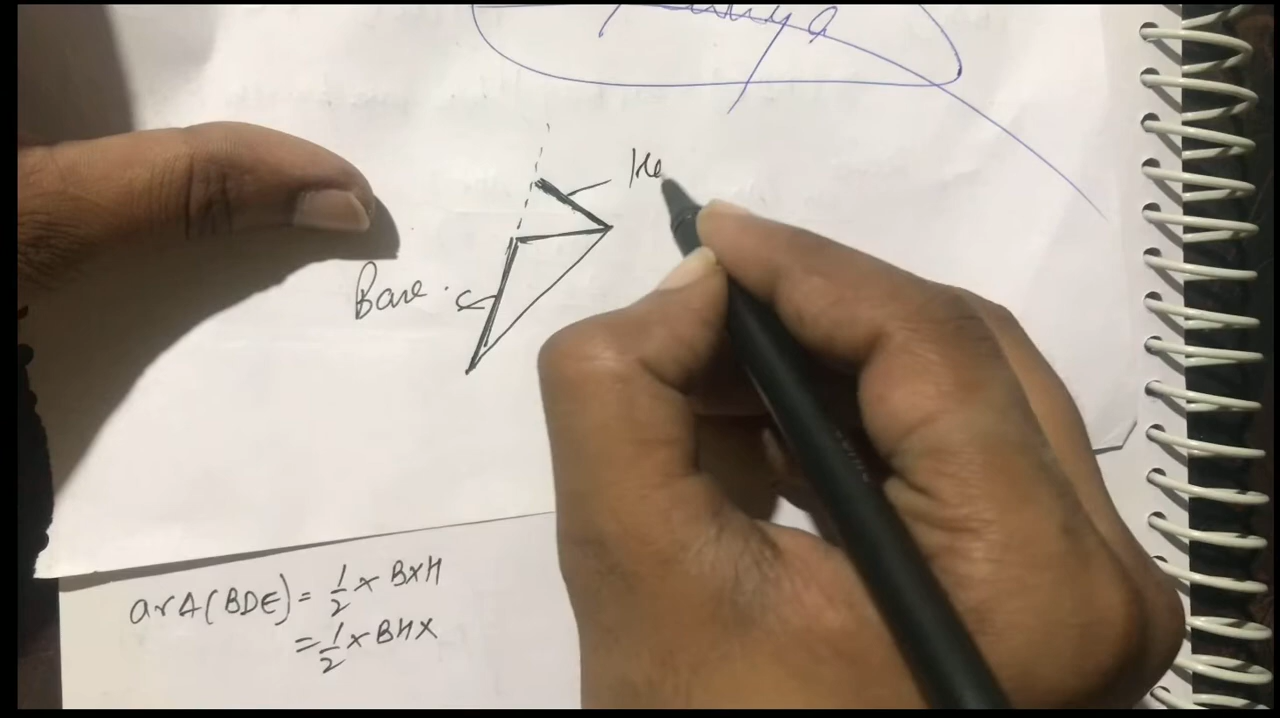 He
Base .
ar Δ(BDE) = 1/2 × B×H
= 1/2 × BH×